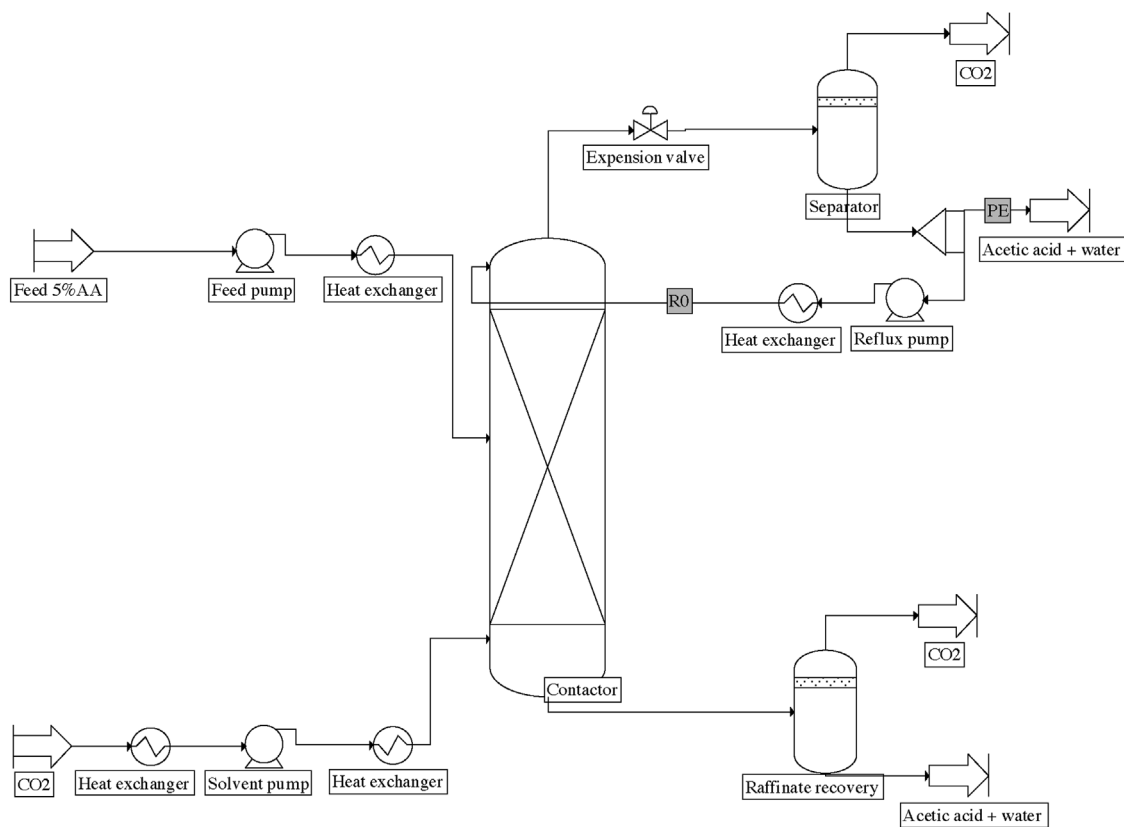 CO2
Expension valve
Separator
PE
Acetic acid + water
Feed 5%AA
Feed pump
Heat exchanger
R0
Heat exchanger
Reflux pump
CO2
Contactor
CO2
Heat exchanger
Solvent pump
Heat exchanger
Raffinate recovery
Acetic acid + water